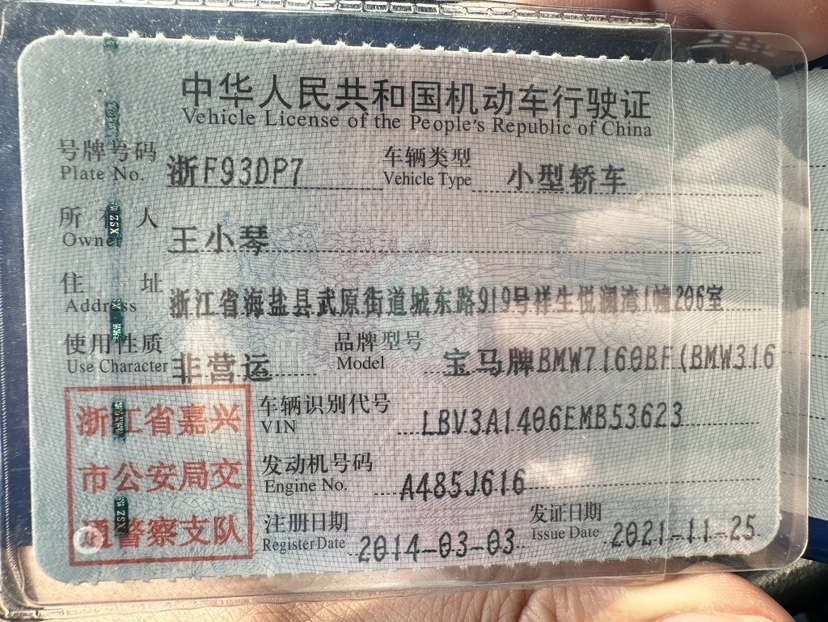 中华人民共和国机动车行驶证
Vehicle License of the People's Republic of China
号牌号码 浙F93DP7 车辆类型 小型轿车
Plate No. Vehicle Type
所有人 王小琴
Owner
住址 浙江省海盐县武原街道城东路919号祥生悦澜湾1幢206室
Address
使用性质 非营运 品牌型号 宝马牌BMW7160BF(BMW316
Use Character Model
浙江省嘉兴
市公安局交
通警察支队
车辆识别代号 LBV3A1406EMB53623
VIN
发动机号码 A485J616
Engine No.
注册日期 2014-03-03 发证日期 2021-11-25
Register Date Issue Date